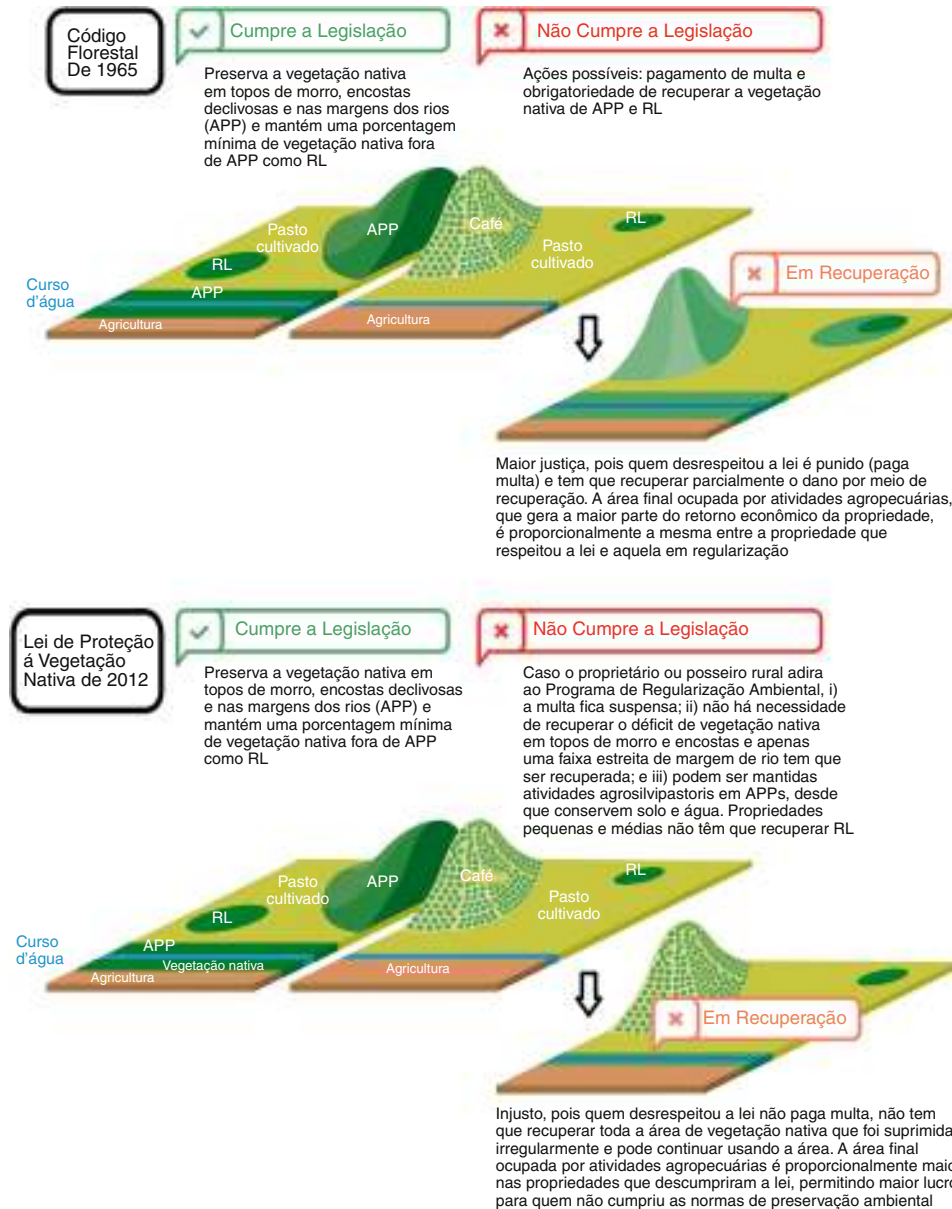 Código
Florestal
De 1965
Cumpre a Legislação
Preserva a vegetação nativa
em topos de morro, encostas
declivosas e nas margens dos rios
(APP) e mantém uma porcentagem
mínima de vegetação nativa fora
de APP como RL
Não Cumpre a Legislação
Ações possíveis: pagamento de multa e
obrigatoriedade de recuperar a vegetação
nativa de APP e RL
Pasto
cultivado
APP
Café
RL
RL
Pasto
cultivado
Curso
d'água
APP
Agricultura
Agricultura
Em Recuperação
Maior justiça, pois quem desrespeitou a lei é punido (paga
multa) e tem que recuperar parcialmente o dano por meio de
recuperação. A área final ocupada por atividades agropecuárias,
que gera a maior parte do retorno econômico da propriedade,
é proporcionalmente a mesma entre a propriedade que
respeitou a lei e aquela em regularização
Lei de Proteção
á Vegetação
Nativa de 2012
Cumpre a Legislação
Preserva a vegetação nativa em
topos de morro, encostas declivosas
e nas margens dos rios (APP) e
mantém uma porcentagem mínima
de vegetação nativa fora de APP
como RL
Não Cumpre a Legislação
Caso o proprietário ou posseiro rural adira
ao Programa de Regularização Ambiental, i)
a multa fica suspensa; ii) não há necessidade
de recuperar o déficit de vegetação nativa
em topos de morro e encostas e apenas
uma faixa estreita de margem de rio tem que
ser recuperada; e iii) podem ser mantidas
atividades agrosilvipastoris em APPs, desde
que conservem solo e água. Propriedades
pequenas e médias não têm que recuperar RL
Pasto
cultivado
APP
Café
RL
RL
Pasto
cultivado
Curso
d'água
APP
Vegetação nativa
Agricultura
Agricultura
Em Recuperação
Injusto, pois quem desrespeitou a lei não paga multa, não tem
que recuperar toda a área de vegetação nativa que foi suprimida
irregularmente e pode continuar usando a área. A área final
ocupada por atividades agropecuárias é proporcionalmente maio
nas propriedades que descumpriram a lei, permitindo maior lucro
para quem não cumpriu as normas de preservação ambiental